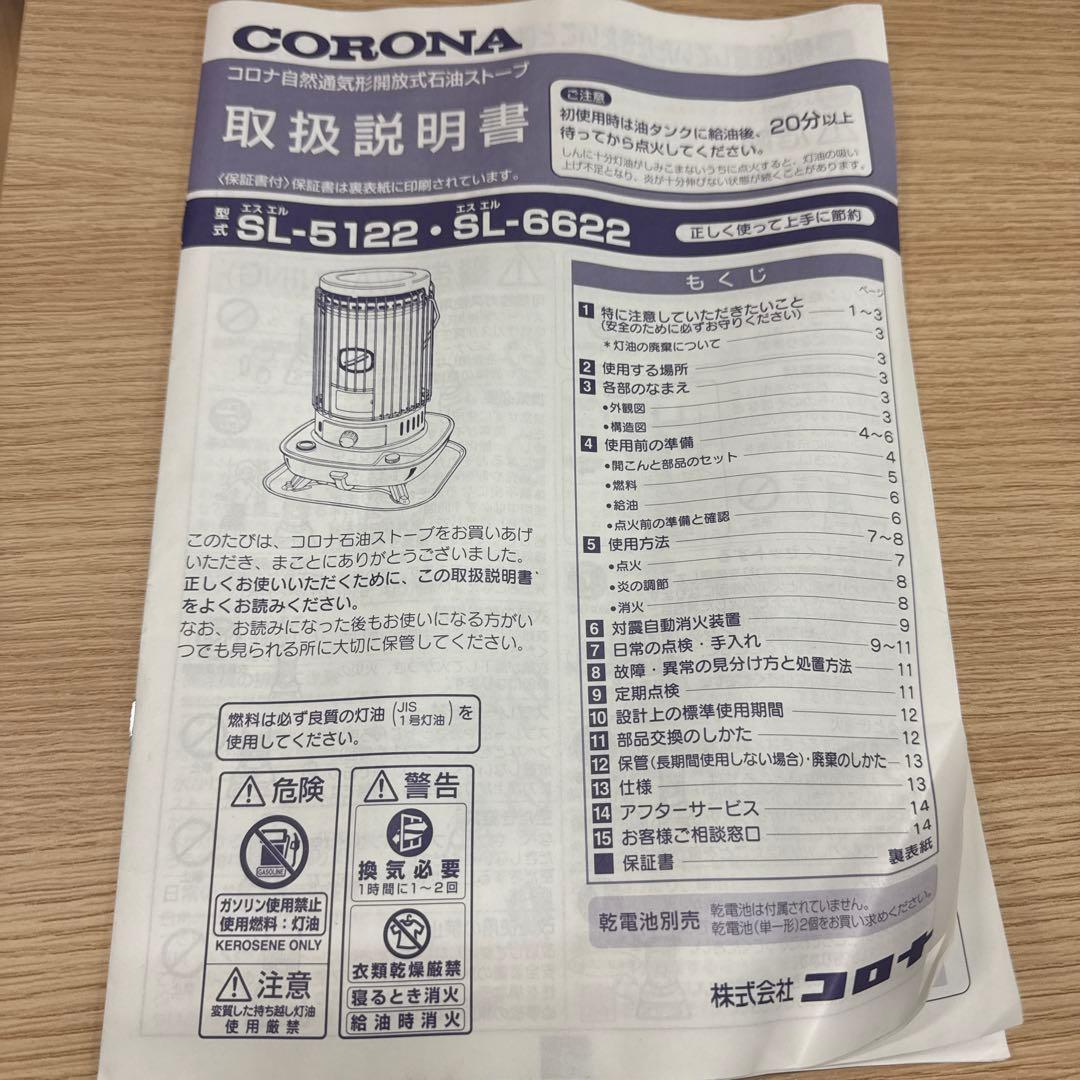 CORONA
コロナ自然通気形開放式石油ストーブ
取扱説明書
〈保証書付〉保証書は裏表紙に印刷されています。
ご注意
初使用時は油タンクに給油後、20分以上
待ってから点火してください。
しんに十分灯油がしみこまないうちに点火すると、灯油の吸い
上げ不足となり、炎が十分伸びない状態が続くことがあります。
型式 エス エル SL-5122・エス エル SL-6622
正しく使って上手に節約
もくじ
ページ
1 特に注意していただきたいこと 1〜3
(安全のために必ずお守りください)
*灯油の廃棄について 3
2 使用する場所 3
3 各部のなまえ 3
•外観図 3
•構造図 3
4 使用前の準備 4〜6
•開こんと部品のセット 4
•燃料 5
•給油 6
•点火前の準備と確認 6
5 使用方法 7〜8
•点火 7
•炎の調節 8
•消火 8
6 対震自動消火装置 9
7 日常の点検・手入れ 9〜11
8 故障・異常の見分け方と処置方法 11
9 定期点検 11
10 設計上の標準使用期間 12
11 部品交換のしかた 12
12 保管(長期間使用しない場合)・廃棄のしかた 13
13 仕様 13
14 アフターサービス 14
15 お客様ご相談窓口 14
■ 保証書 裏表紙
このたびは、コロナ石油ストーブをお買いあげ
いただき、まことにありがとうございました。
正しくお使いいただくために、この取扱説明書
をよくお読みください。
なお、お読みになった後もお使いになる方がい
つでも見られる所に大切に保管してください。
燃料は必ず良質の灯油(JIS 1号灯油)を
使用してください。
危険
GASOLINE
ガソリン使用禁止
使用燃料：灯油
KEROSENE ONLY
注意
変質した持ち越し灯油
使用厳禁
警告
換気必要
1時間に1〜2回
衣類乾燥厳禁
寝るとき消火
給油時消火
乾電池別売
乾電池は付属されていません。
乾電池(単一形)2個をお買い求めください。
株式会社 コロナ